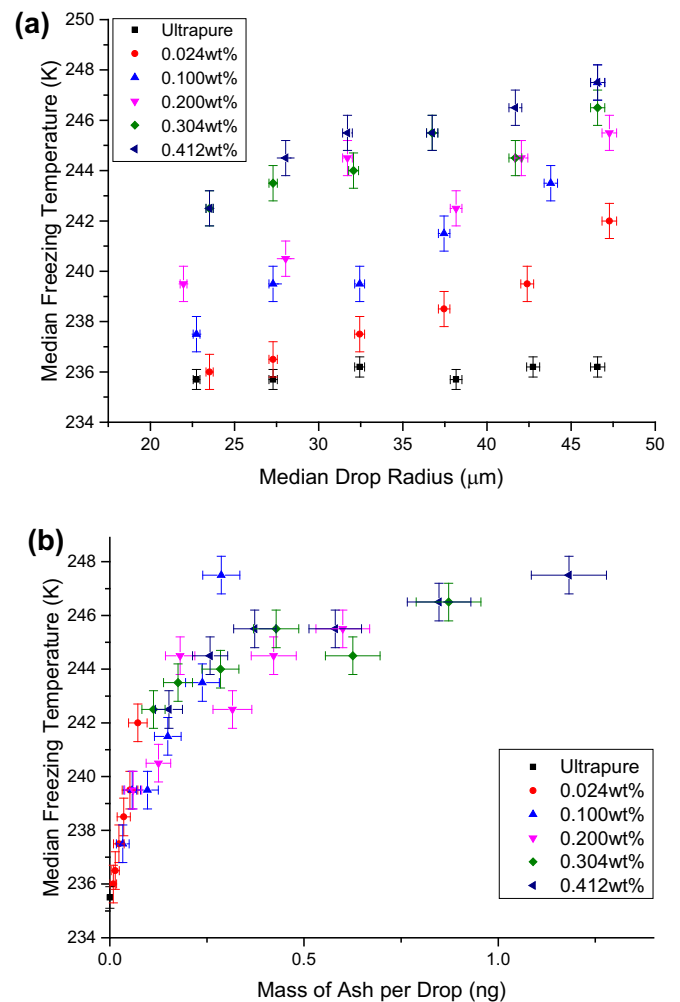 (a)
Ultrapure
0.024wt%
0.100wt%
0.200wt%
0.304wt%
0.412wt%
250
248
246
244
242
240
238
236
234
Median Freezing Temperature (K)
20 25 30 35 40 45 50
Median Drop Radius (μm)
(b)
248
246
244
242
240
238
236
234
Median Freezing Temperature (K)
Ultrapure
0.024wt%
0.100wt%
0.200wt%
0.304wt%
0.412wt%
0.0 0.5 1.0
Mass of Ash per Drop (ng)